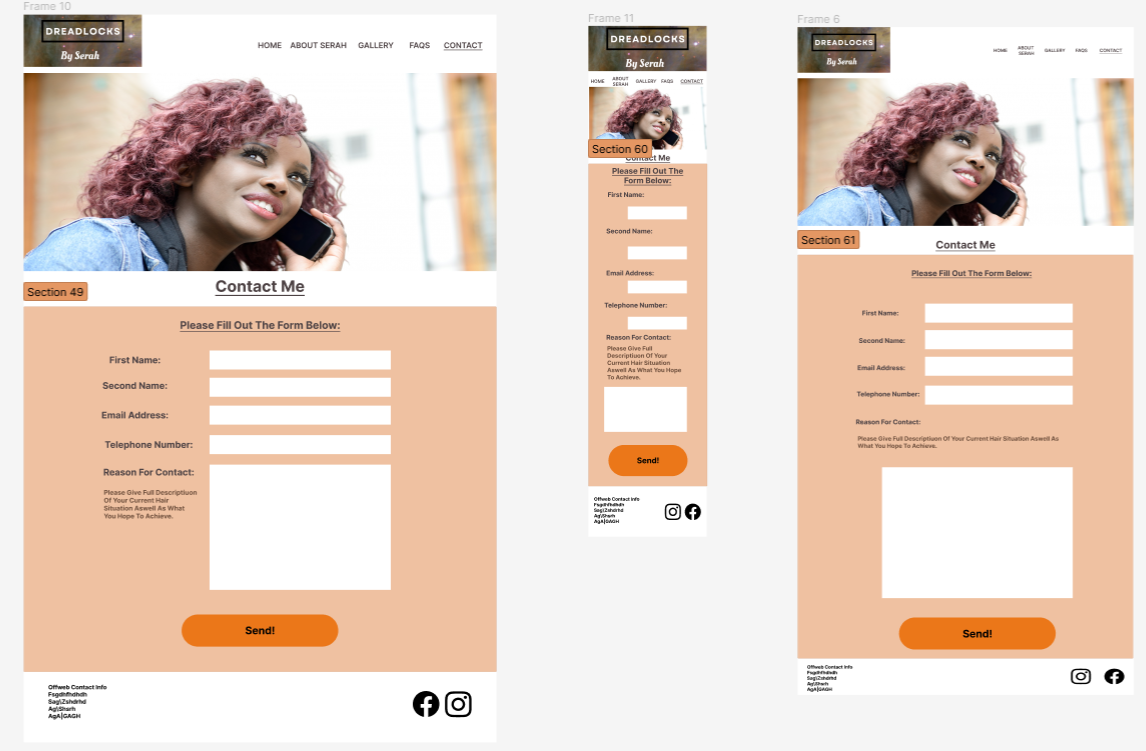 Frame 10
DREADLOCKS
By Serah
HOME ABOUT SERAH GALLERY FAQS CONTACT
Section 49
Contact Me
Please Fill Out The Form Below:
First Name:
Second Name:
Email Address:
Telephone Number:
Reason For Contact:
Please Give Full Descriptiuon
Of Your Current Hair
Situation Aswell As What
You Hope To Achieve.
Send!
Offweb Contact Info
Fsgdhfhdhdh
Sag\Zshdrhd
Ag\Shsrh
AgA|GAGH
Frame 11
DREADLOCKS
By Serah
HOME ABOUT SERAH GALLERY FAQS CONTACT
Section 60
Contact Me
Please Fill Out The
Form Below:
First Name:
Second Name:
Email Address:
Telephone Number:
Reason For Contact:
Please Give Full
Descriptiuon Of Your
Current Hair Situation
Aswell As What You Hope
To Achieve.
Send!
Offweb Contact Info
Fsgdhfhdhdh
Sag\Zshdrhd
Ag\Shsrh
AgA|GAGH
Frame 6
DREADLOCKS
By Serah
HOME ABOUT SERAH GALLERY FAQS CONTACT
Section 61
Contact Me
Please Fill Out The Form Below:
First Name:
Second Name:
Email Address:
Telephone Number:
Reason For Contact:
Please Give Full Descriptiuon Of Your Current Hair Situation Aswell As
What You Hope To Achieve.
Send!
Offweb Contact Info
Fsgdhfhdhdh
Sag\Zshdrhd
Ag\Shsrh
AgA|GAGH